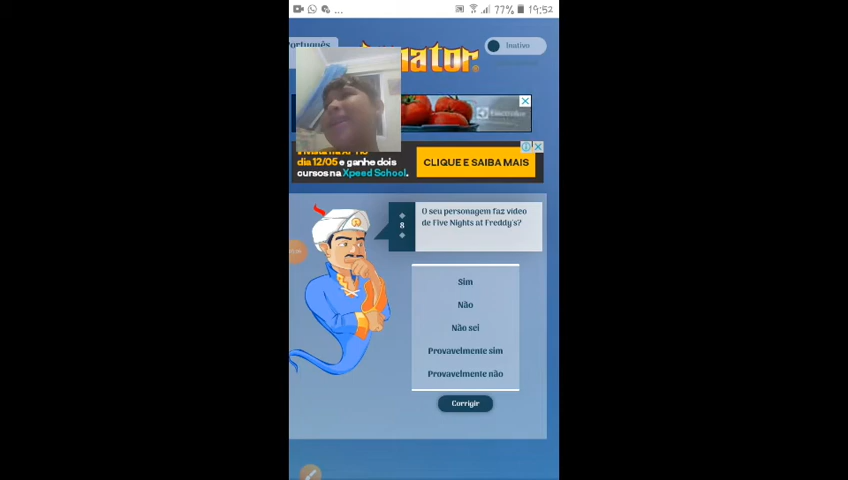 ... 77% 19:52
Português
Inativo
dia 12/05 e ganhe dois
cursos na Xpeed School.
CLIQUE E SAIBA MAIS
8
O seu personagem faz vídeo
de Five Nights at Freddy's?
Sim
Não
Não sei
Provavelmente sim
Provavelmente não
Corrigir